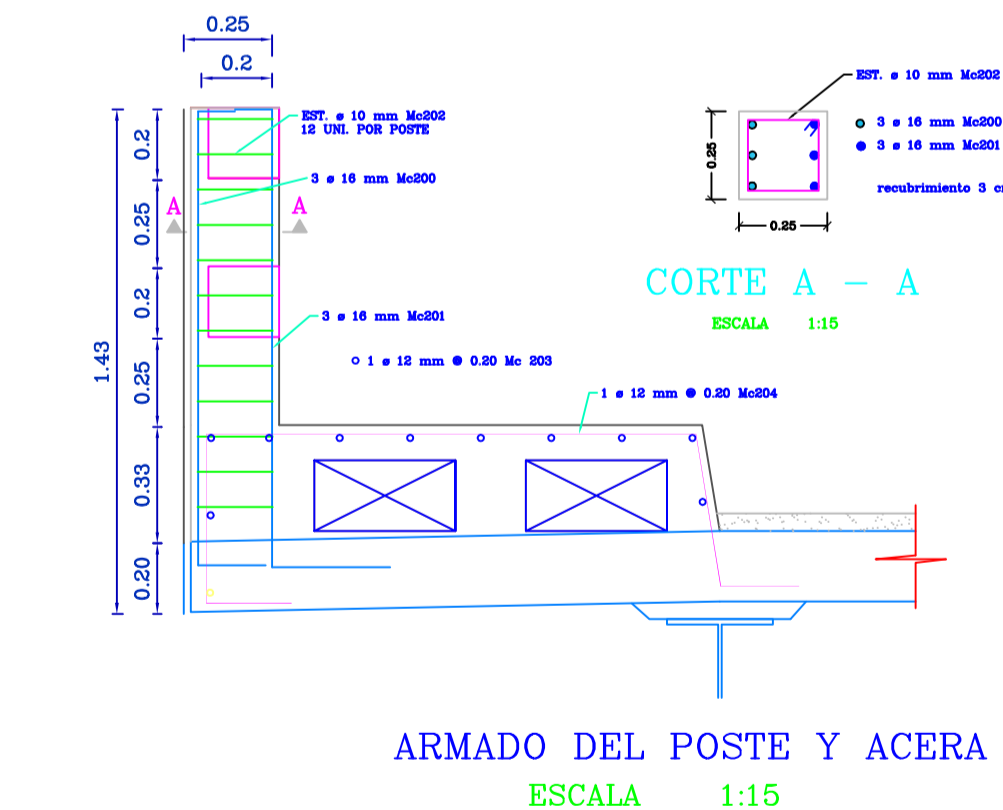 0.25
0.2
EST. ø 10 mm Mc202
12 UNI. POR POSTE
3 ø 16 mm Mc200
A
A
0.2
0.25
0.2
0.25
0.33
0.20
1.43
3 ø 16 mm Mc201
1 ø 12 mm @ 0.20 Mc 203
1 ø 12 mm @ 0.20 Mc204
EST. ø 10 mm Mc202
3 ø 16 mm Mc200
3 ø 16 mm Mc201
recubrimiento 3
0.25
0.25
CORTE A - A
ESCALA 1:15
ARMADO DEL POSTE Y ACERA
ESCALA 1:15